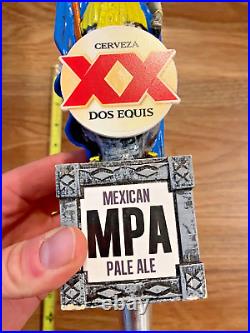 CERVEZA
XX
DOS EQUIS
MEXICAN
MPA
PALE ALE